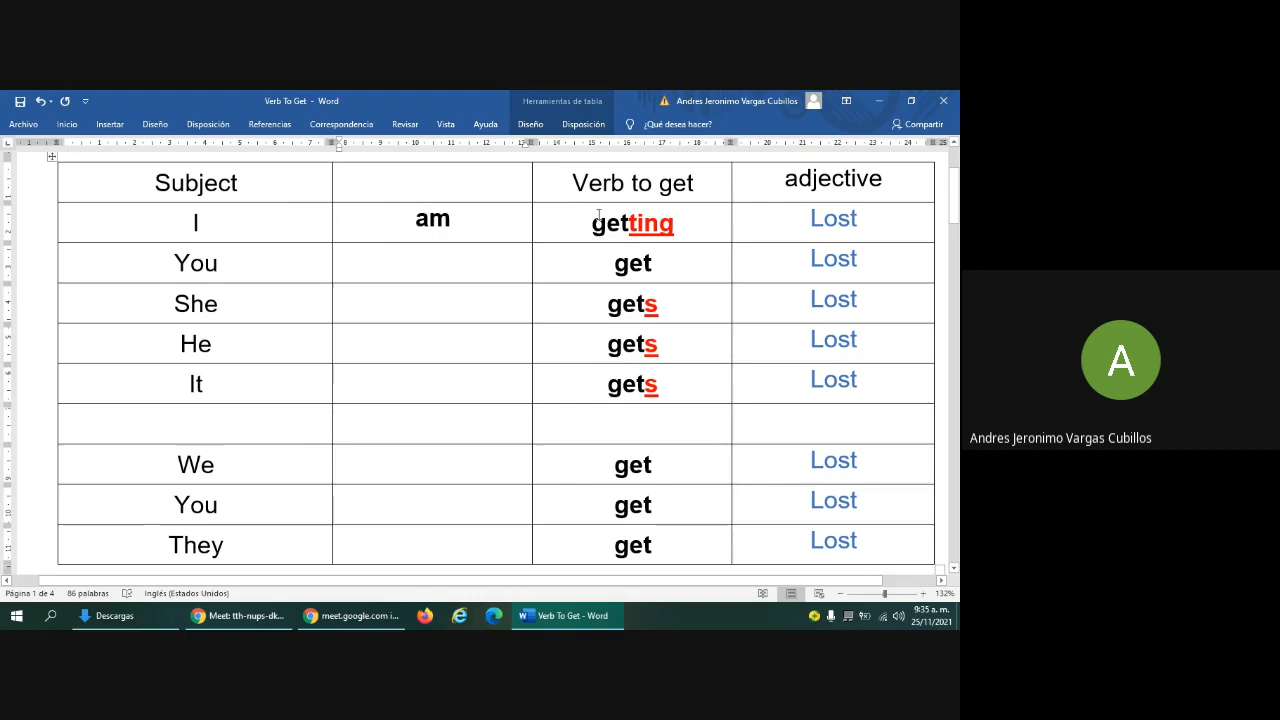 Verb To Get - Word
Herramientas de tabla
Andres Jeronimo Vargas Cubillos
Archivo Inicio Insertar Diseño Disposición Referencias Correspondencia Revisar Vista Ayuda Diseño Disposición ¿Qué desea hacer? Compartir
Subject Verb to get adjective
I am getting Lost
You get Lost
She gets Lost
He gets Lost
It gets Lost
We get Lost
You get Lost
They get Lost
Página 1 de 4 86 palabras Inglés (Estados Unidos) 132%
Descargas Meet: tth-nups-dk... meet.google.com i... Verb To Get - Word
9:35 a. m.
25/11/2021
A
Andres Jeronimo Vargas Cubillos